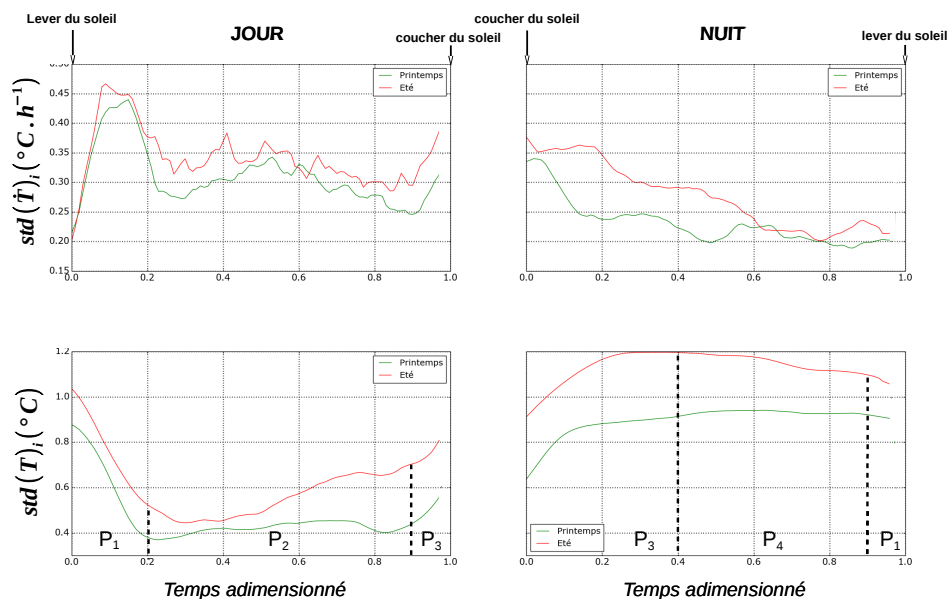 Lever du soleil
JOUR
coucher du soleil
coucher du soleil
NUIT
lever du soleil
std(Ṫ)ᵢ(°C.h⁻¹)
0.50
0.45
0.40
0.35
0.30
0.25
0.20
0.15
0.0 0.2 0.4 0.6 0.8 1.0
Printemps
Eté
0.0 0.2 0.4 0.6 0.8 1.0
Printemps
Eté
std(T)ᵢ(°C)
1.2
1.0
0.8
0.6
0.4
0.0 0.2 0.4 0.6 0.8 1.0
Printemps
Eté
P₁ P₂ P₃
Temps adimensionné
0.0 0.2 0.4 0.6 0.8 1.0
Printemps
Eté
P₃ P₄ P₁
Temps adimensionné